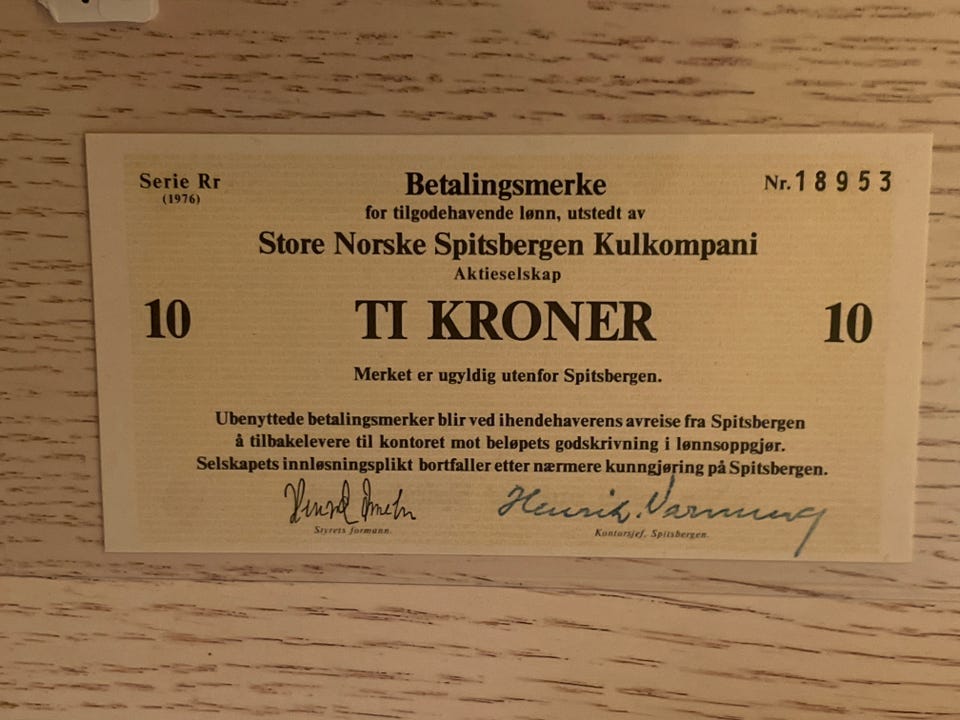 Serie Rr
(1976)
Betalingsmerke
Nr. 18953
for tilgodehavende lønn, utstedt av
Store Norske Spitsbergen Kulkompani
Aktieselskap
10 TI KRONER 10
Merket er ugyldig utenfor Spitsbergen.
Ubenyttede betalingsmerker blir ved ihendehaverens avreise fra Spitsbergen
å tilbakelevere til kontoret mot beløpets godskrivning i lønnsoppgjør.
Selskapets innløsningsplikt bortfaller etter nærmere kunngjøring på Spitsbergen.
Henrik Varming
Styrets formann.
Kontorsjef, Spitsbergen.